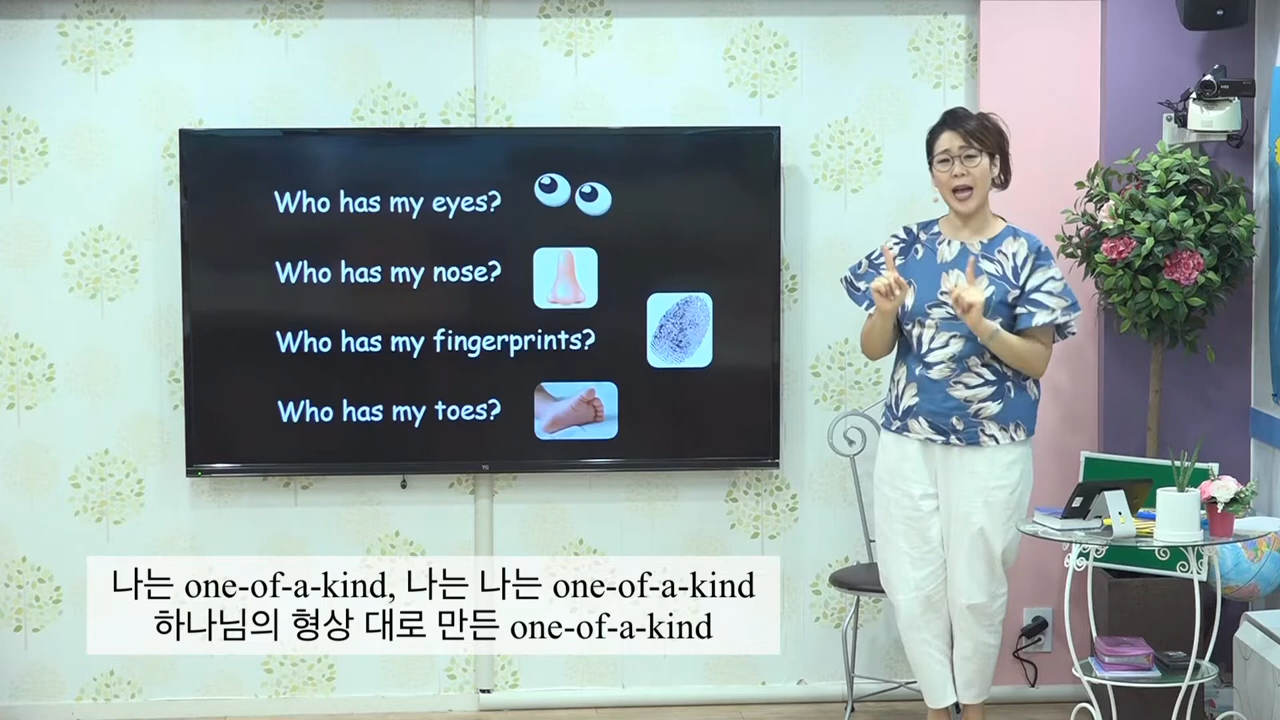 Who has my eyes?
Who has my nose?
Who has my fingerprints?
Who has my toes?
TG
나는 one-of-a-kind, 나는 나는 one-of-a-kind
하나님의 형상 대로 만든 one-of-a-kind